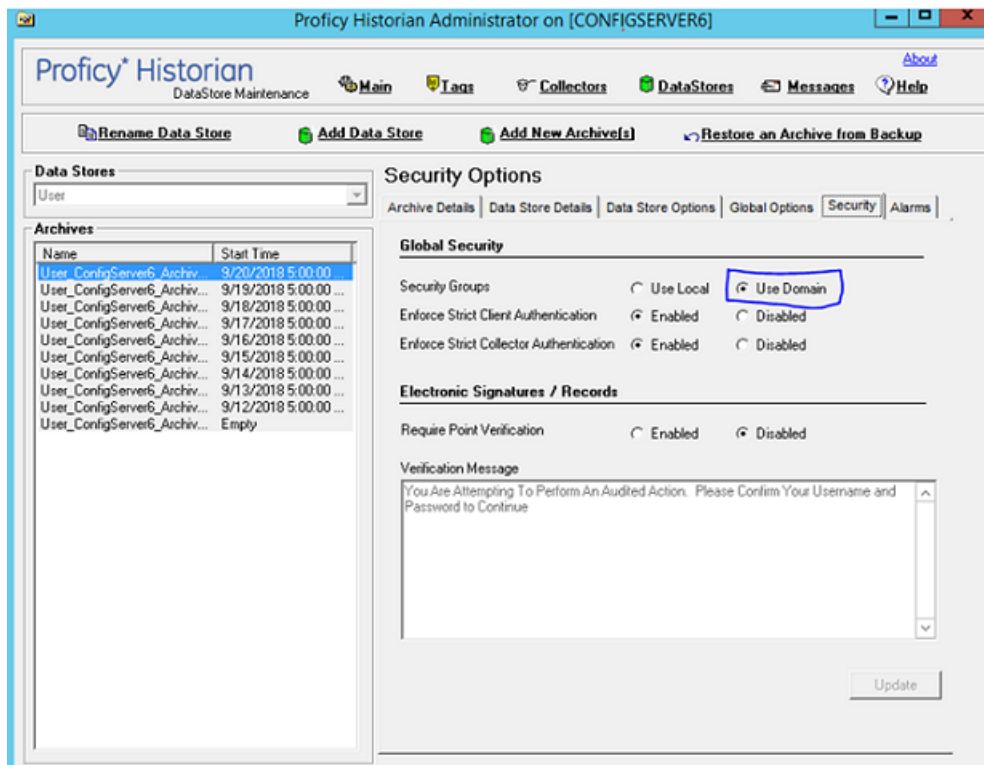 Proficy Historian Administrator on [CONFIGSERVER6]
Proficy* Historian
DataStore Maintenance
Main Tags Collectors DataStores Messages About Help
Rename Data Store Add Data Store Add New Archive[s] Restore an Archive from Backup
Data Stores
User
Archives
Name Start Time
User_ConfigServer6_Archiv... 9/20/2018 5:00:00 ...
User_ConfigServer6_Archiv... 9/19/2018 5:00:00 ...
User_ConfigServer6_Archiv... 9/18/2018 5:00:00 ...
User_ConfigServer6_Archiv... 9/17/2018 5:00:00 ...
User_ConfigServer6_Archiv... 9/16/2018 5:00:00 ...
User_ConfigServer6_Archiv... 9/15/2018 5:00:00 ...
User_ConfigServer6_Archiv... 9/14/2018 5:00:00 ...
User_ConfigServer6_Archiv... 9/13/2018 5:00:00 ...
User_ConfigServer6_Archiv... 9/12/2018 5:00:00 ...
User_ConfigServer6_Archiv... Empty
Security Options
Archive Details Data Store Details Data Store Options Global Options Security Alarms
Global Security
Security Groups Use Local Use Domain
Enforce Strict Client Authentication Enabled Disabled
Enforce Strict Collector Authentication Enabled Disabled
Electronic Signatures / Records
Require Point Verification Enabled Disabled
Verification Message
You Are Attempting To Perform An Audited Action. Please Confirm Your Username and
Password to Continue
Update